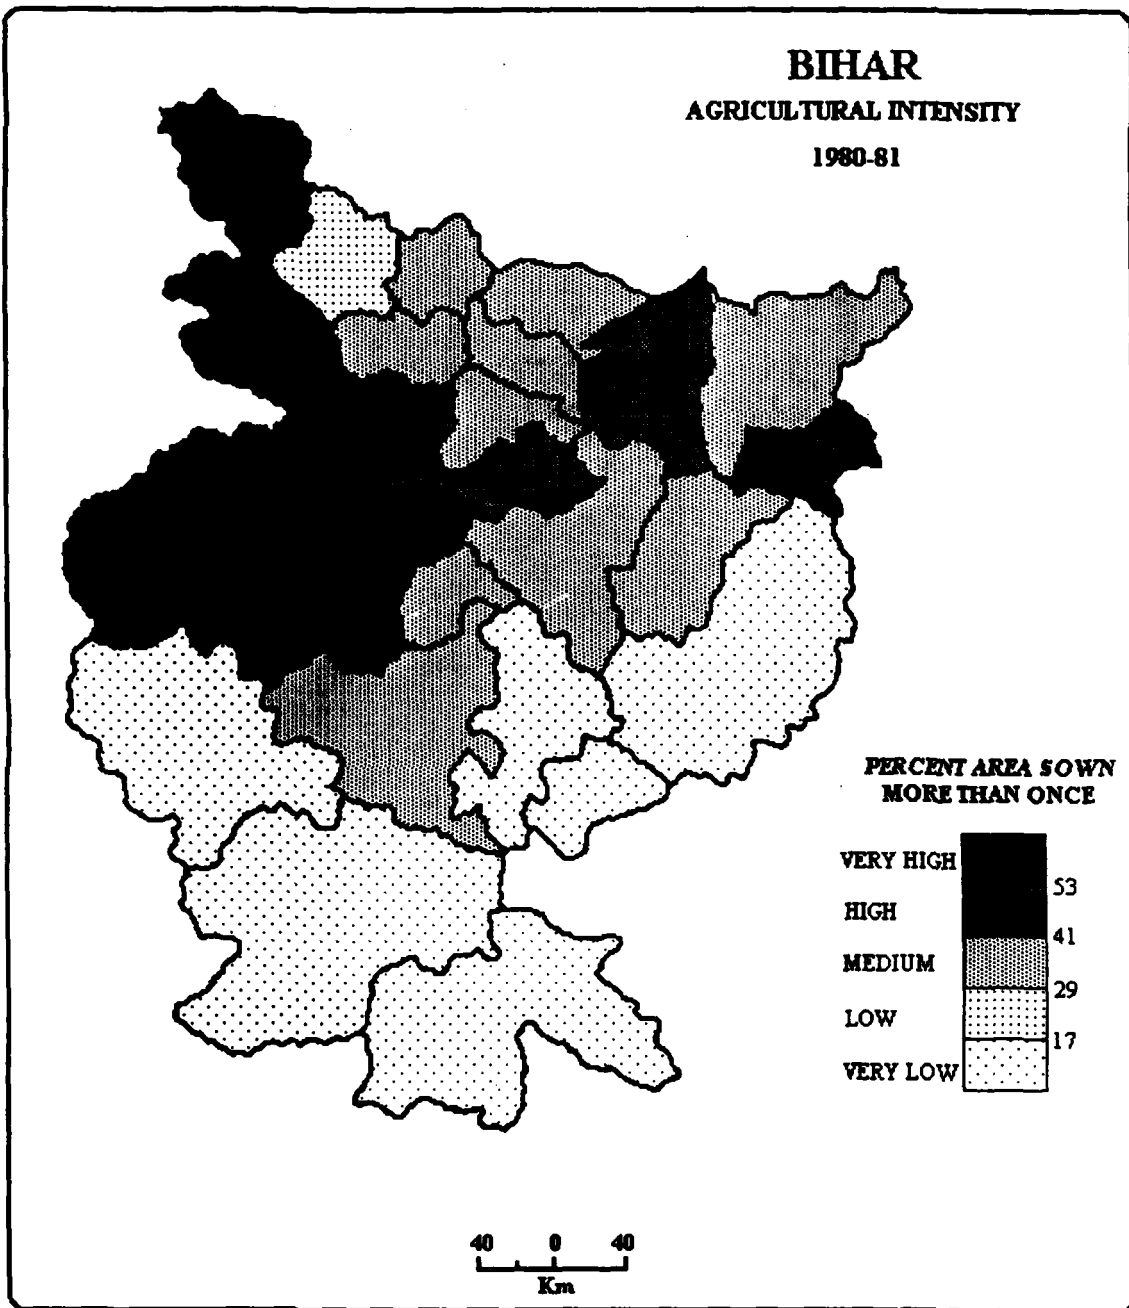 BIHAR
AGRICULTURAL INTENSITY
1980-81
PERCENT AREA SOWN
MORE THAN ONCE
VERY HIGH
53
HIGH
41
MEDIUM
29
LOW
17
VERY LOW
40 0 40
Km